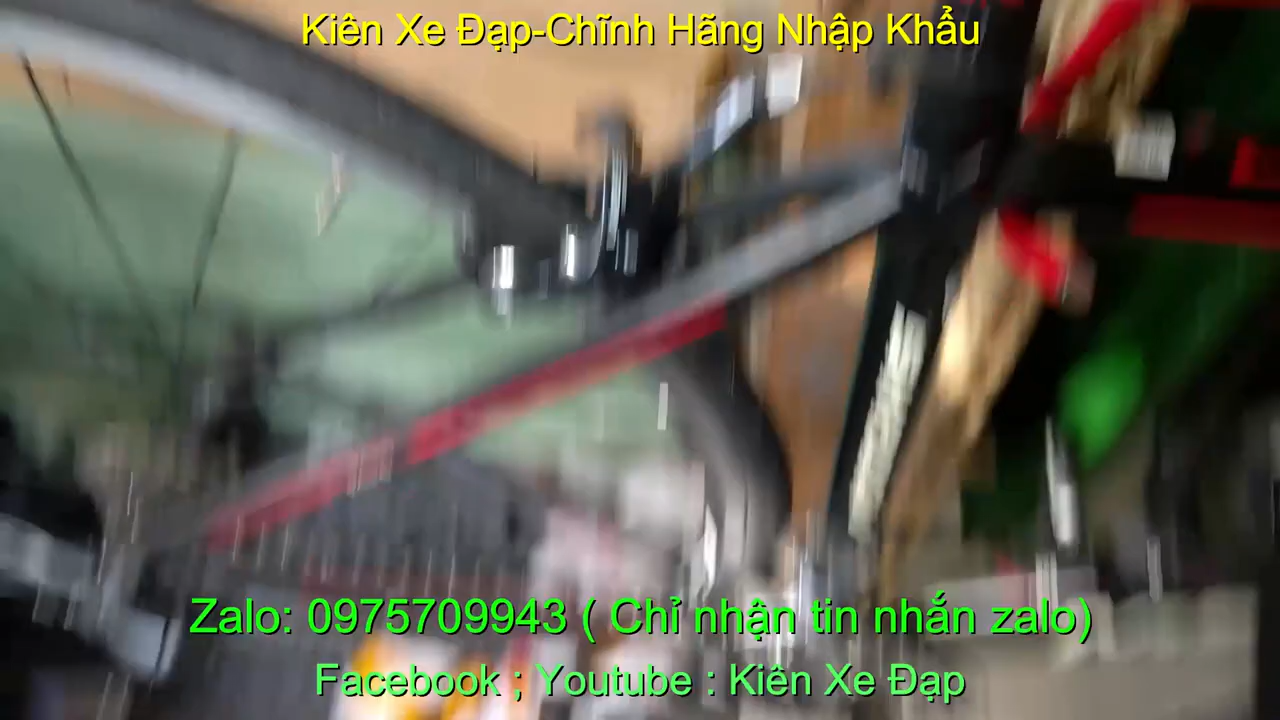 Kiên Xe Đạp-Chĩnh Hãng Nhập Khẩu
Zalo: 0975709943 ( Chỉ nhận tin nhắn zalo)
Facebook ; Youtube : Kiên Xe Đạp